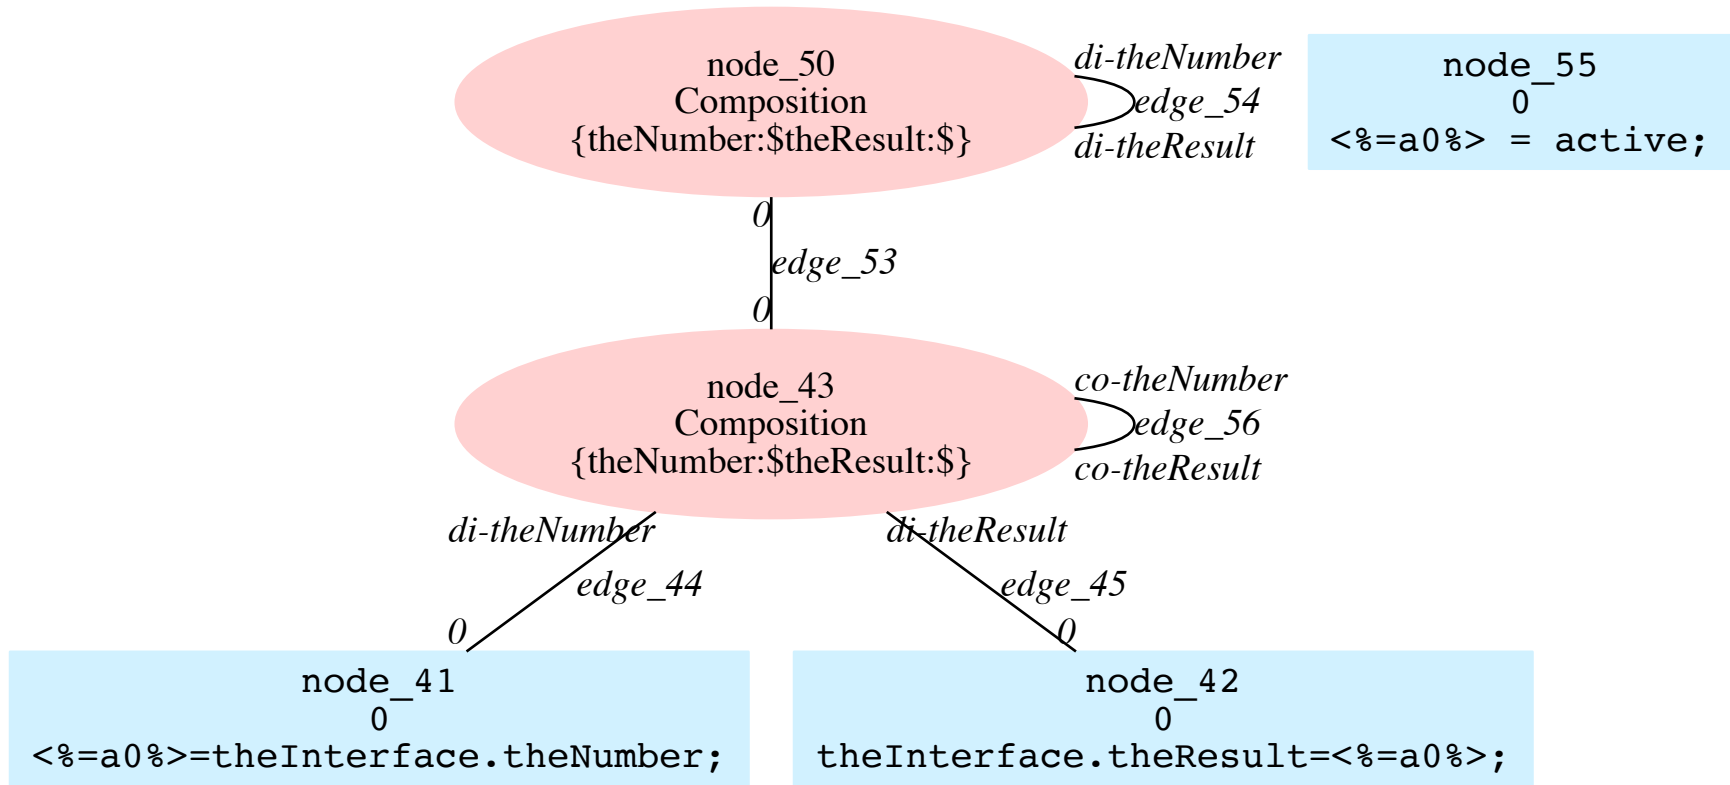 node_50
Composition
{theNumber:$theResult:$}
di-theNumber
edge_54
di-theResult
node_55
0
<%=a0%> = active;
0
edge_53
0
node_43
Composition
{theNumber:$theResult:$}
co-theNumber
edge_56
co-theResult
di-theNumber
edge_44
0
di-theResult
edge_45
0
node_41
0
<%=a0%>=theInterface.theNumber;
node_42
0
theInterface.theResult=<%=a0%>;